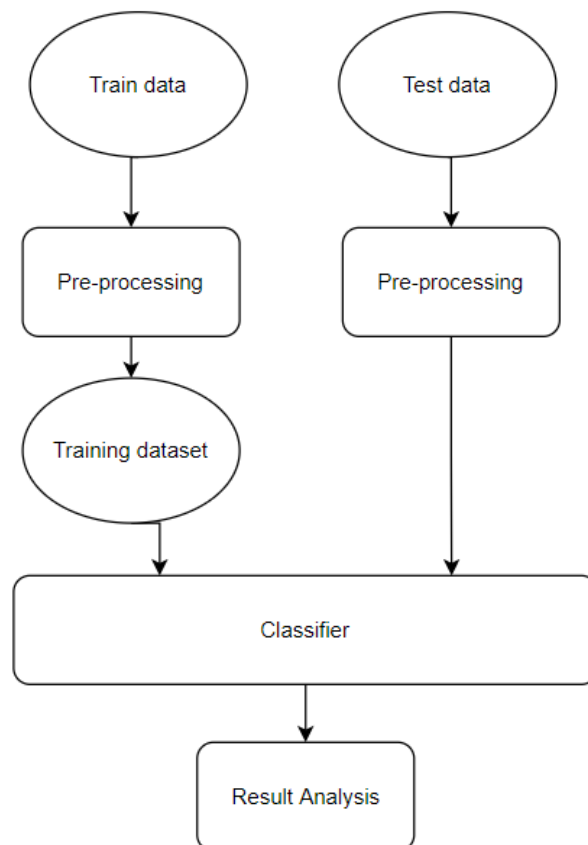 Train data
Test data
Pre-processing
Pre-processing
Training dataset
Classifier
Result Analysis